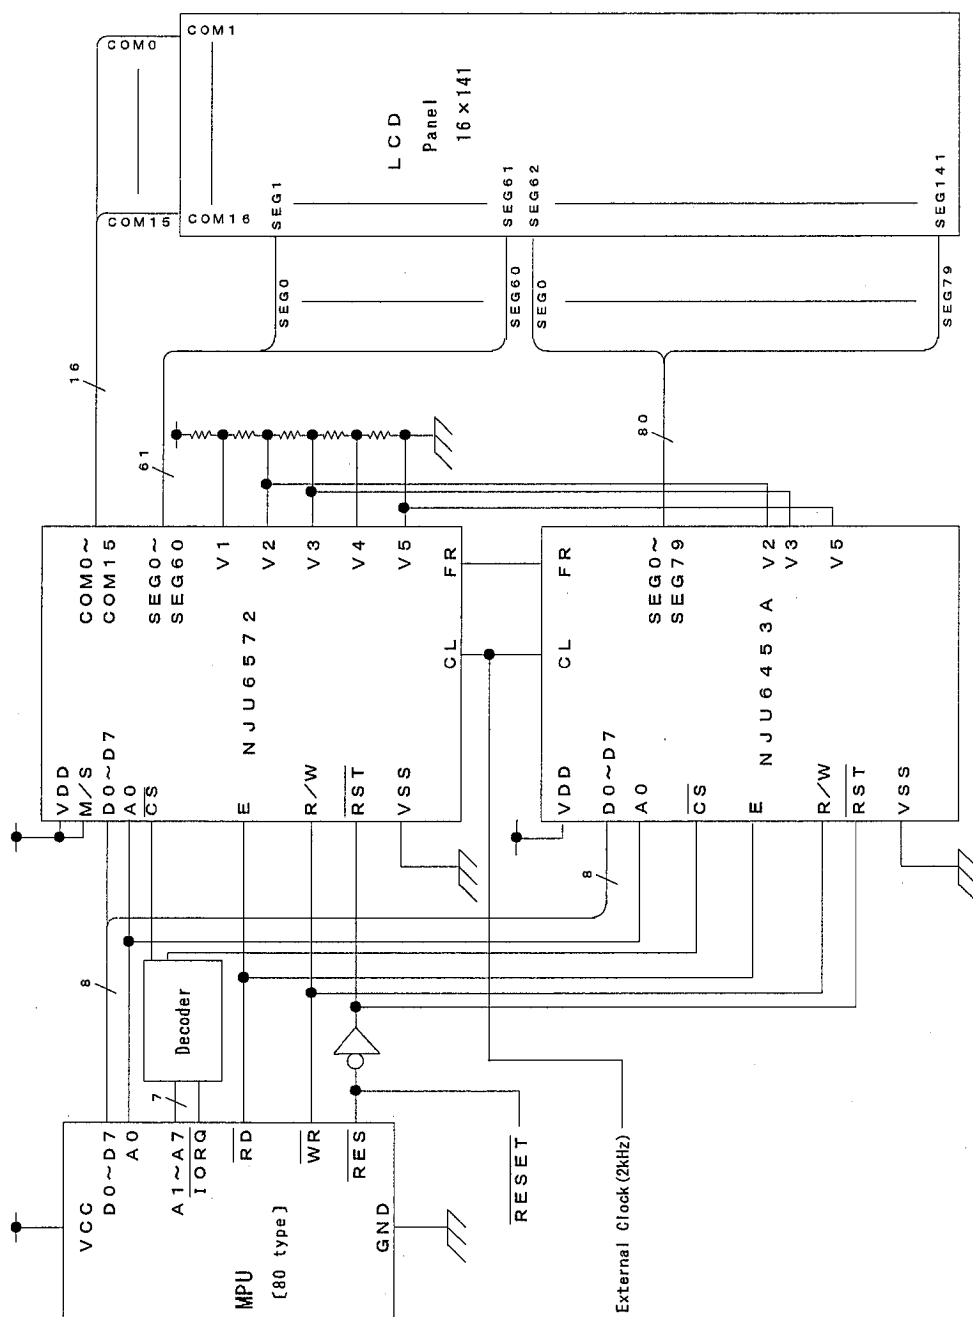 VCC
D0~D7
A0
A1~A7
IORQ
RD
WR
RES
GND
MPU
[80 type]
RESET
External Clock(2kHz)
7
8
Decoder
8
VDD
M/S
D0~D7
A0
CS
E
R/W
RST
VSS
NJU6572
COM0~
COM15
SEG0~
SEG60
V1
V2
V3
V4
V5
FR
CL
VDD
D0~D7
A0
CS
E
R/W
RST
VSS
NJU6453A
CL
FR
SEG0~
SEG79
V2
V3
V5
16
61
80
SEG0
SEG60
SEG0
SEG79
COM0
COM15
COM1
COM16
SEG1
SEG61
SEG62
SEG141
LCD
Panel
16×141